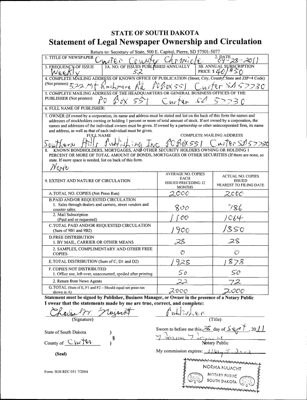 STATE OF SOUTH DAKOTA
Statement of Legal Newspaper Ownership and Circulation
Return to: Secretary of State, 500 E. Capitol, Pierre, SD 57501-5077
1. TITLE OF NEWSPAPER Custer County Chronicle 2. DATE 09-28-2011
3. FREQUENCY OF ISSUE Weekly 3A. NO. OF ISSUES PUBLISHED ANNUALLY 52 3B. ANNUAL SUBSCRIPTION PRICE $
4. COMPLETE MAILING ADDRESS OF KNOWN OFFICE OF PUBLICATION (Street, City, County, State and ZIP+4 Code)
(Not printers) 522 Mt Rushmore Rd PO Box 551 Custer SD 57730
5. COMPLETE MAILING ADDRESS OF THE HEADQUARTERS OF GENERAL BUSINESS OFFICES OF THE
PUBLISHER (Not printer) PO Box 551 Custer SD 57730
6. FULL NAME OF PUBLISHER:
7. OWNER (If owned by a corporation, its name and address must be stated and list on the back of this form the names and
addresses of stockholders owning or holding 1 percent or more of total amount of stock. If not owned by a corporation, the
names and addresses of the individual owners must be given. If owned by a partnership or other unincorporated firm, its name
and address, as well as that of each individual must be given).
FULL NAME COMPLETE MAILING ADDRESS
Southern Hills Publishing Inc. PO Box 551 Custer SD 57730
8. KNOWN BONDHOLDERS, MORTGAGEES, AND OTHER SECURITY HOLDERS OWNING OR HOLDING 1
PERCENT OR MORE OF TOTAL AMOUNT OF BONDS, MORTGAGES OR OTHER SECURITIES (If there are none, so
state. If more space is needed, list on back of this form)
None
9. EXTENT AND NATURE OF CIRCULATION AVERAGE NO. COPIES EACH ISSUES PRECEDING 12 MONTHS ACTUAL NO. COPIES ISSUED NEAREST TO FILING DATE
A. TOTAL NO. COPIES (Net Press Run) 2000 2000
B. PAID AND/OR REQUESTED CIRCULATION
1. Sales through dealers and carriers, street vendors and counter sales 800 786
2. Mail Subscription (Paid and/or requested) 1100 1064
C. TOTAL PAID AND/OR REQUESTED CIRCULATION (Sum of 9B1 and 9B2) 1900 1850
D. FREE DISTRIBUTION
1. BY MAIL, CARRIER OR OTHER MEANS 28 28
2. SAMPLES, COMPLIMENTARY AND OTHER FREE COPIES 0
E. TOTAL DISTRIBUTION (Sum of C, D1 and D2) 1928 1878
F. COPIES NOT DISTRIBUTED
1. Office use, left over, unaccounted, spoiled after printing 50 50
2. Return from News Agents 22 72
G. TOTAL (Sum of E, F1 and F2 - Should equal net press run shown in A) 2000 2000
Statement must be signed by Publisher, Business Manager, or Owner in the presence of a Notary Public
I swear that the statements made by me are true, correct, and complete:
Publisher
(Signature) (Title)
State of South Dakota )
§ Sworn to before me this 28 day of Sept 2011
County of Custer )
Notary Public
(Seal) My commission expires:
Form: SOS REC 051 7/2004
NORMA NAJACHT
NOTARY PUBLIC
SOUTH DAKOTA